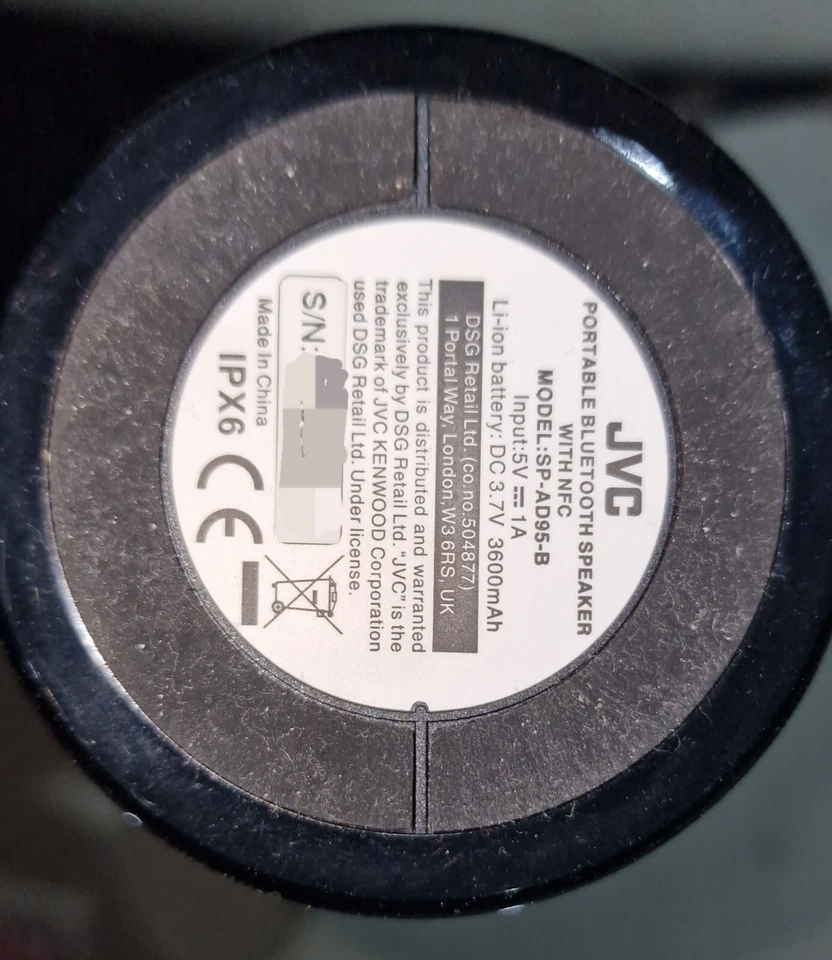 JVC
PORTABLE BLUETOOTH SPEAKER
WITH NFC
MODEL:SP-AD95-B
Input:5V ⎓ 1A
Li-ion battery: DC 3.7V 3600mAh
DSG Retail Ltd. (co.no.504877)
1 Portal Way, London, W3 6RS, UK
This product is distributed and warranted
exclusively by DSG Retail Ltd. “JVC” is the
trademark of JVC KENWOOD Corporation
used DSG Retail Ltd. Under license.
S/N:
Made In China
IPX6 CE